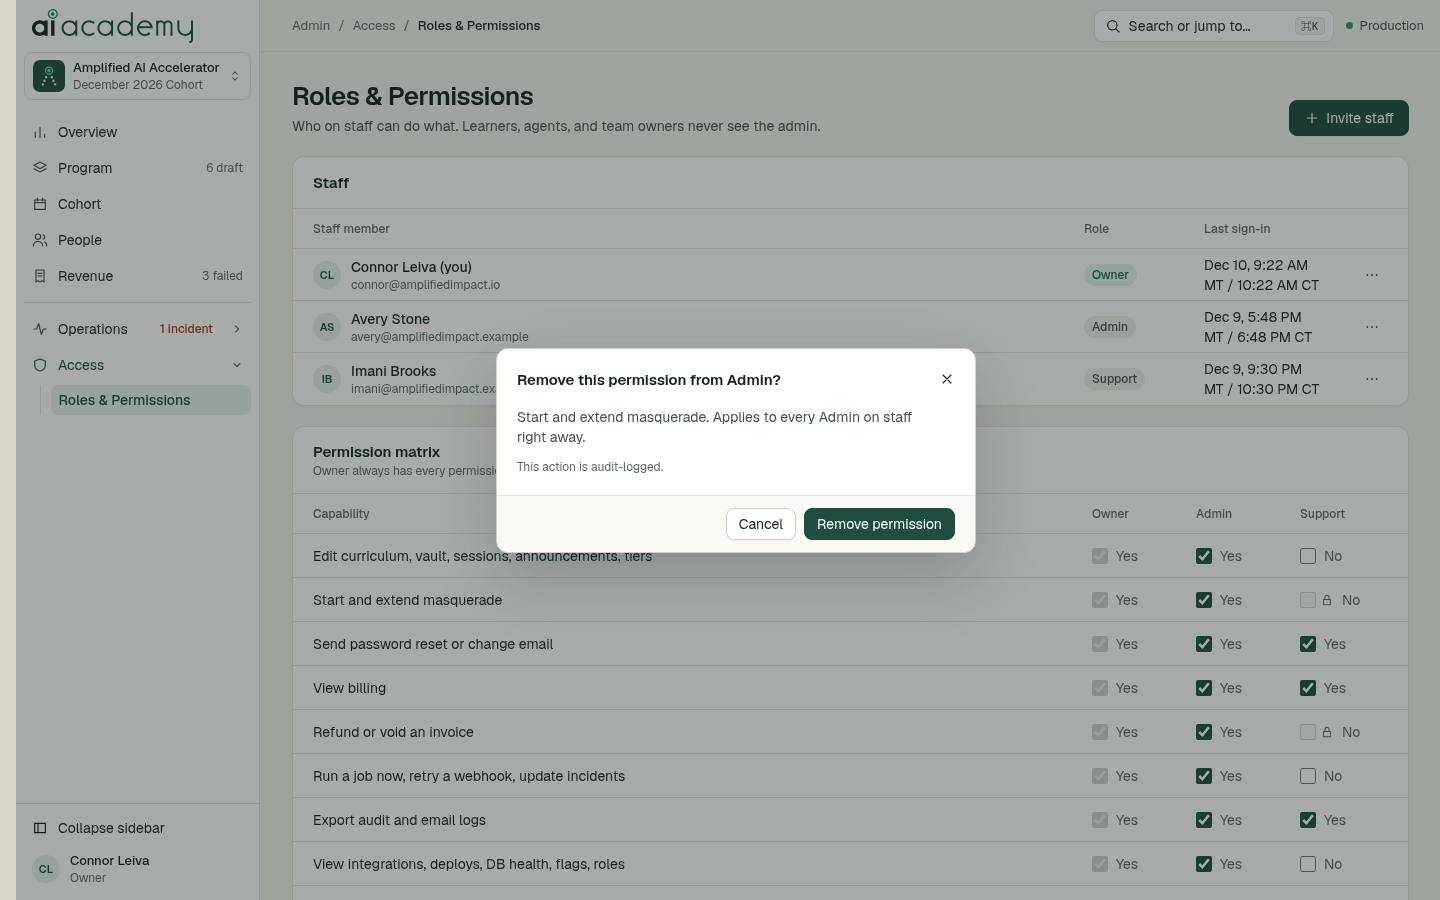 ai academy
Amplified AI Accelerator
December 2026 Cohort
Overview
Program 6 draft
Cohort
People
Revenue 3 failed
Operations 1 incident
Access
Roles & Permissions
Collapse sidebar
CL Connor Leiva
Owner
Admin / Access / Roles & Permissions
Search or jump to... ⌘K
Production
Roles & Permissions
Who on staff can do what. Learners, agents, and team owners never see the admin.
Invite staff
Staff
Staff member Role Last sign-in
CL Connor Leiva (you) Owner Dec 10, 9:22 AM
connor@amplifiedimpact.io MT / 10:22 AM CT
AS Avery Stone Admin Dec 9, 5:48 PM
avery@amplifiedimpact.example MT / 6:48 PM CT
IB Imani Brooks Support Dec 9, 9:30 PM
imani@amplifiedimpact.ex MT / 10:30 PM CT
Remove this permission from Admin?
Start and extend masquerade. Applies to every Admin on staff
right away.
This action is audit-logged.
Cancel Remove permission
Permission matrix
Owner always has every permissi
Capability Owner Admin Support
Edit curriculum, vault, sessions, announcements, tiers Yes Yes No
Start and extend masquerade Yes Yes No
Send password reset or change email Yes Yes Yes
View billing Yes Yes Yes
Refund or void an invoice Yes Yes No
Run a job now, retry a webhook, update incidents Yes Yes No
Export audit and email logs Yes Yes Yes
View integrations, deploys, DB health, flags, roles Yes Yes No